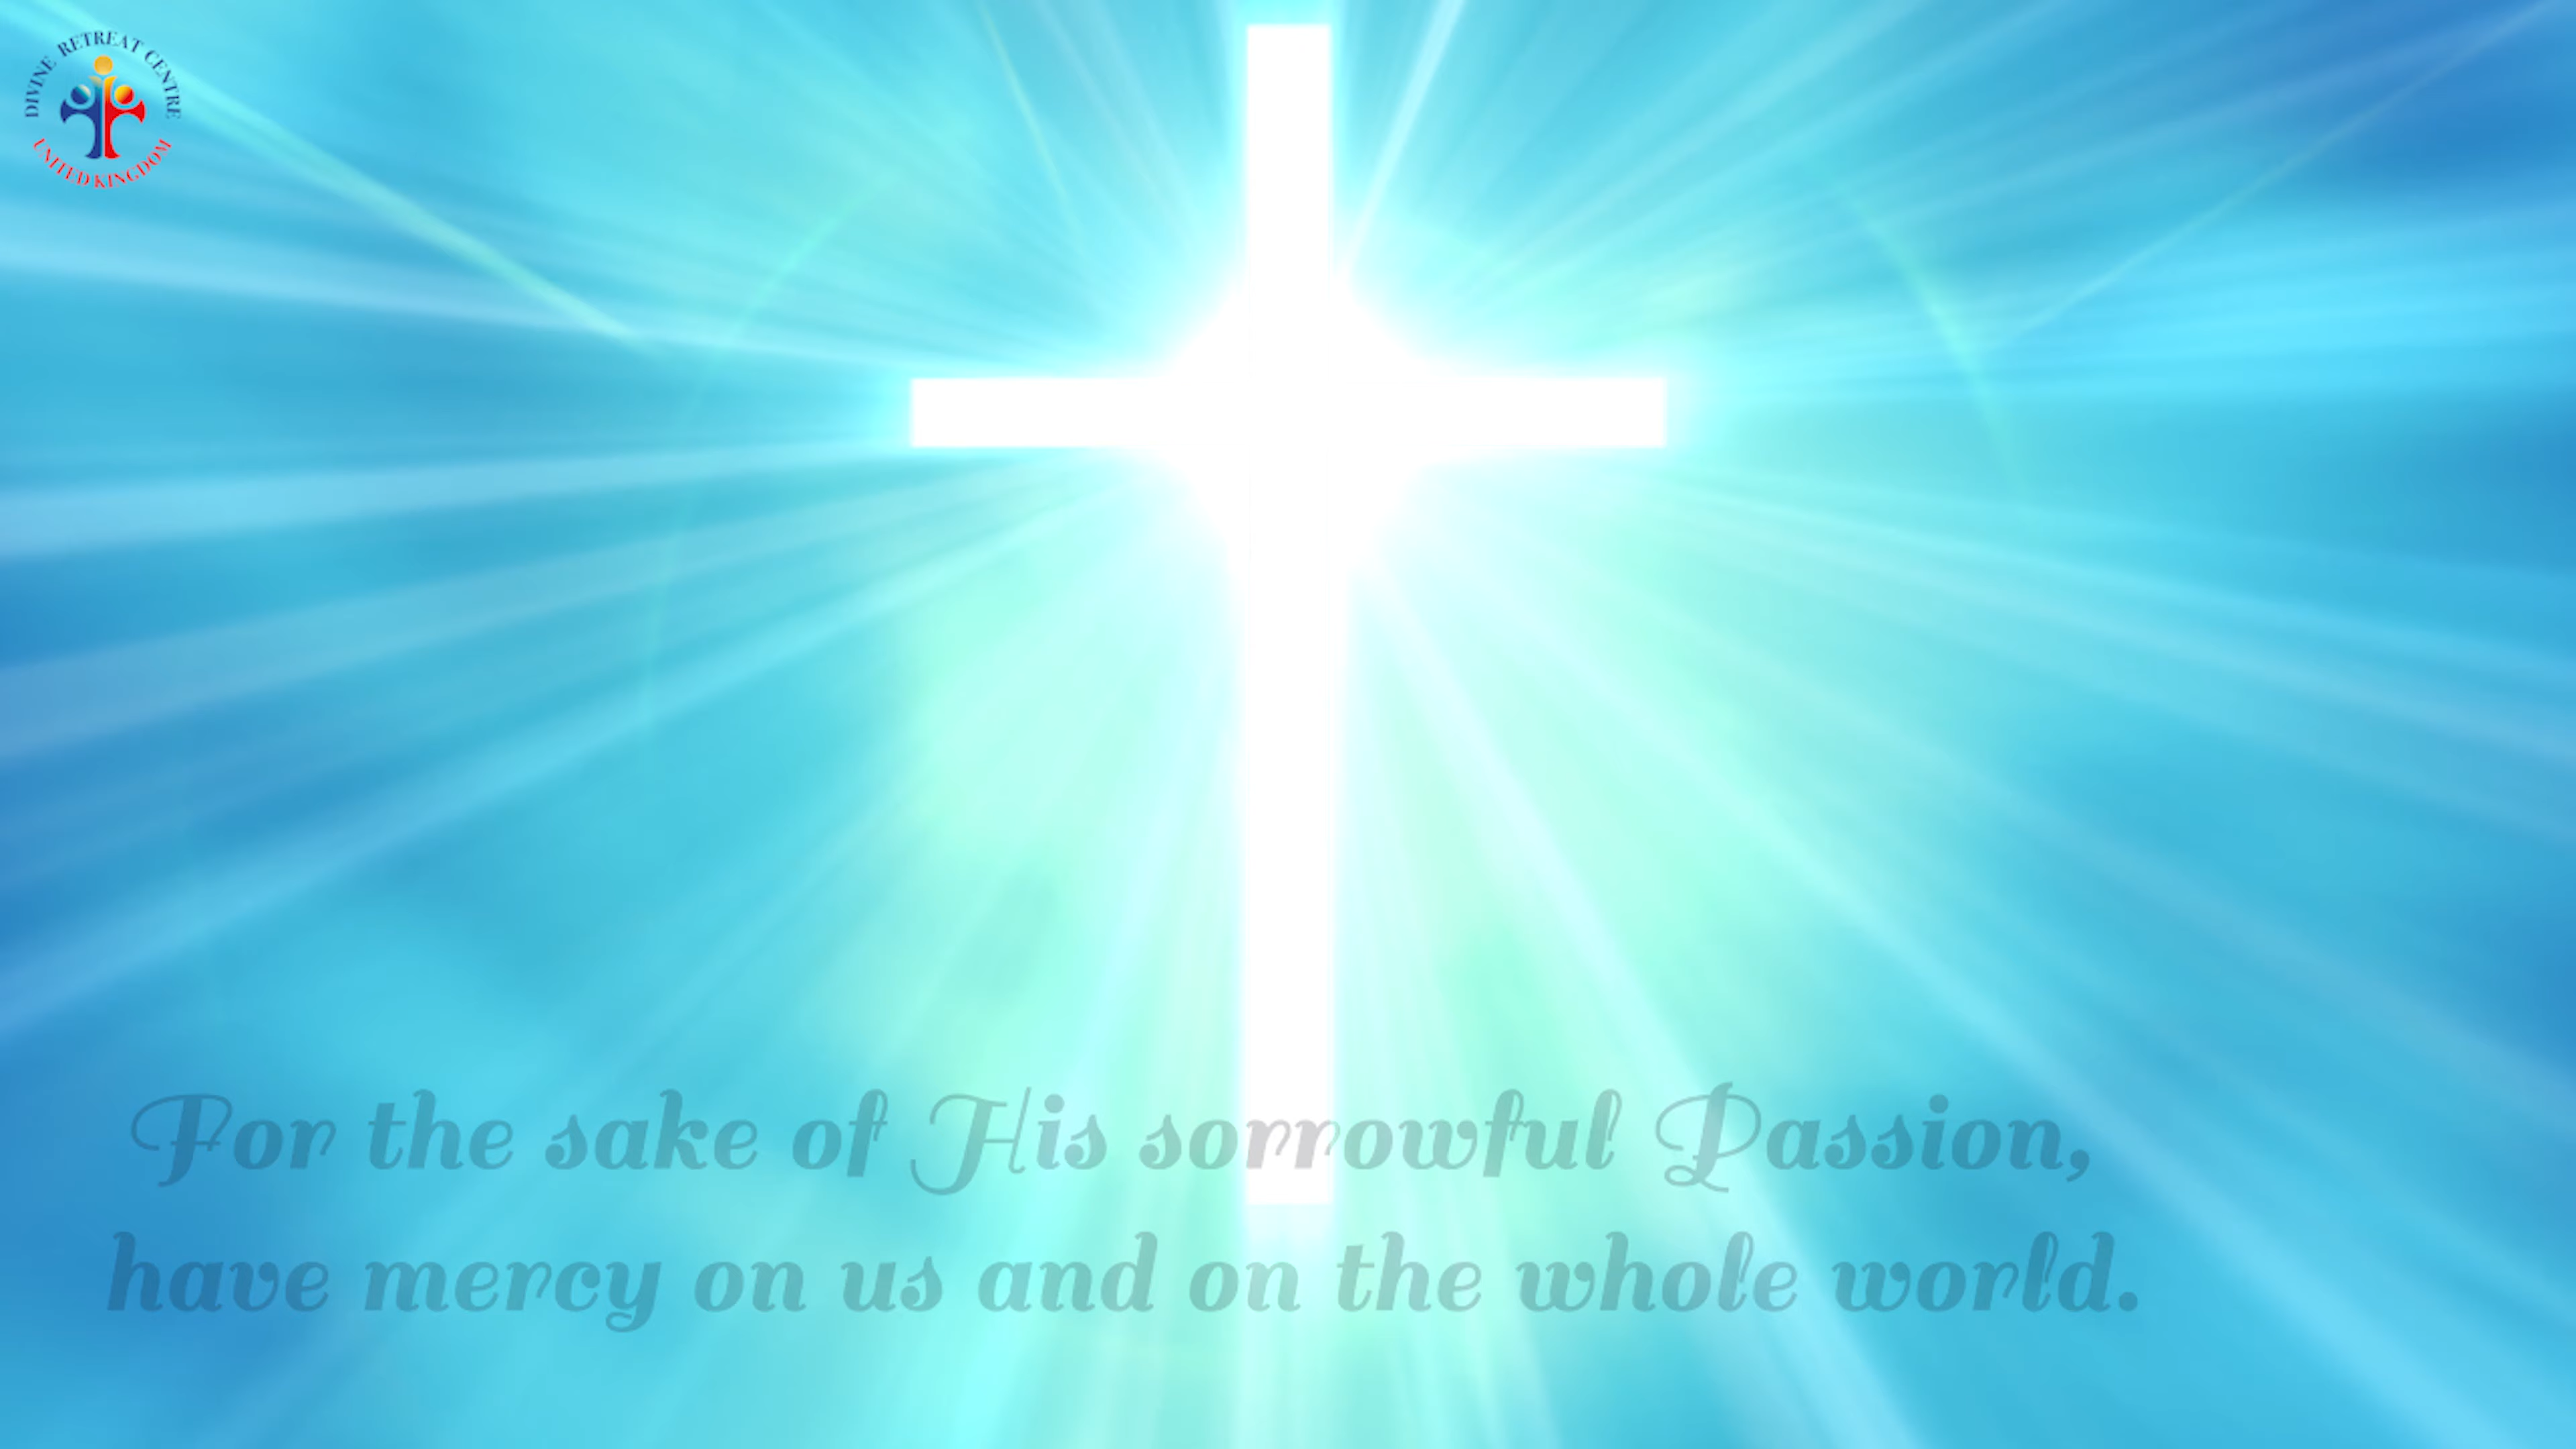 DIVINE RETREAT CENTRE
UNITED KINGDOM
For the sake of His sorrowful Passion,
have mercy on us and on the whole world.